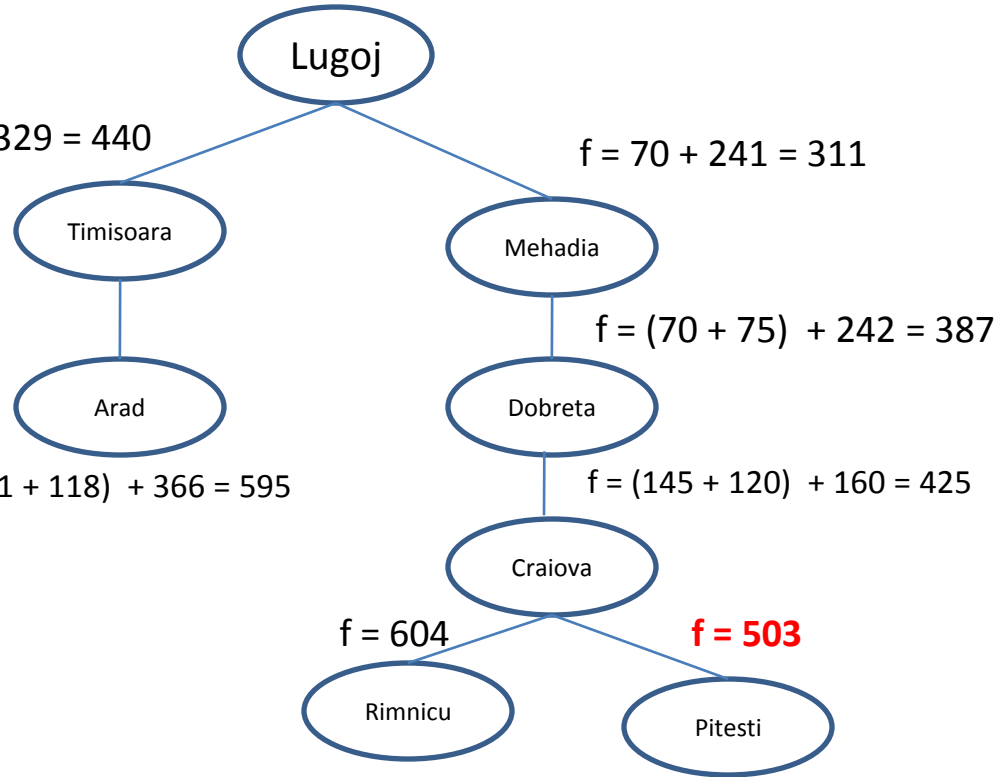 Lugoj
329 = 440
f = 70 + 241 = 311
Timisoara
Mehadia
f = (70 + 75) + 242 = 387
Arad
Dobreta
1 + 118) + 366 = 595
f = (145 + 120) + 160 = 425
Craiova
f = 604
f = 503
Rimnicu
Pitesti